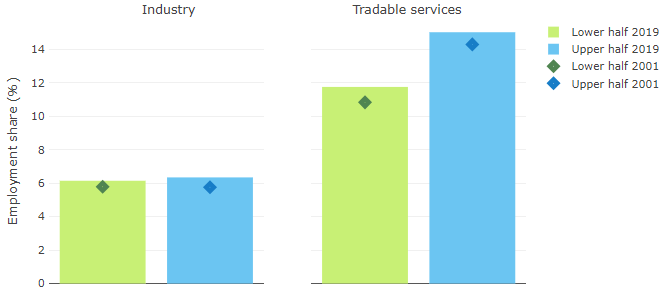 Industry
Tradable services
Employment share (%)
14
12
10
8
6
4
2
0
Lower half 2019
Upper half 2019
Lower half 2001
Upper half 2001